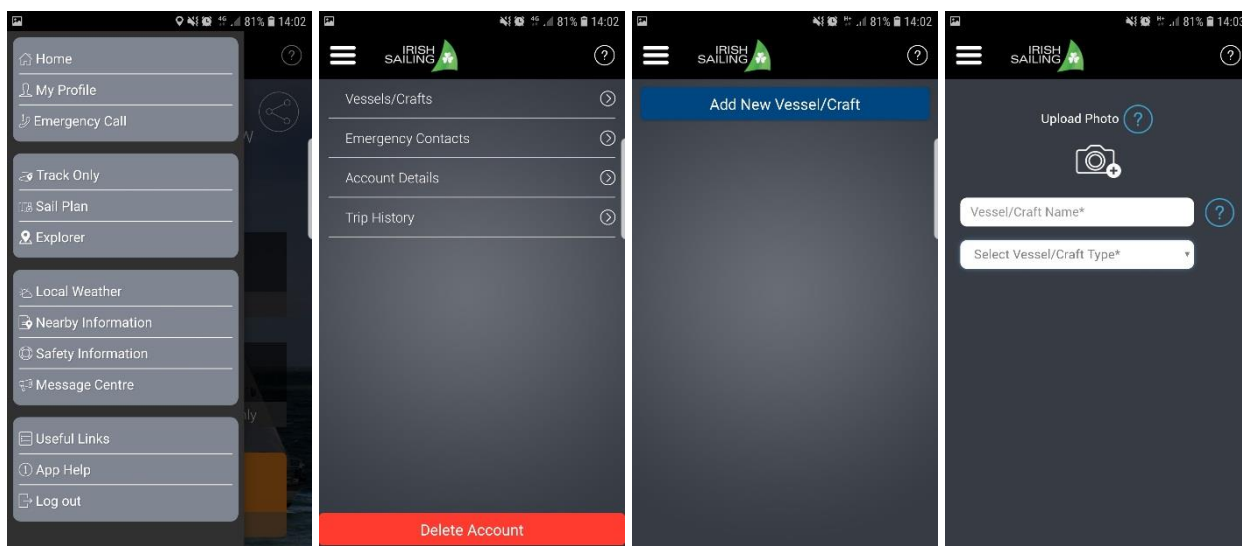 81% 14:02
Home
My Profile
Emergency Call
Track Only
Sail Plan
Explorer
Local Weather
Nearby Information
Safety Information
Message Centre
Useful Links
App Help
Log out
81% 14:02
IRISH
SAILING
?
Vessels/Crafts
Emergency Contacts
Account Details
Trip History
Delete Account
81% 14:02
IRISH
SAILING
?
Add New Vessel/Craft
81% 14:03
IRISH
SAILING
?
Upload Photo ?
Vessel/Craft Name* ?
Select Vessel/Craft Type*